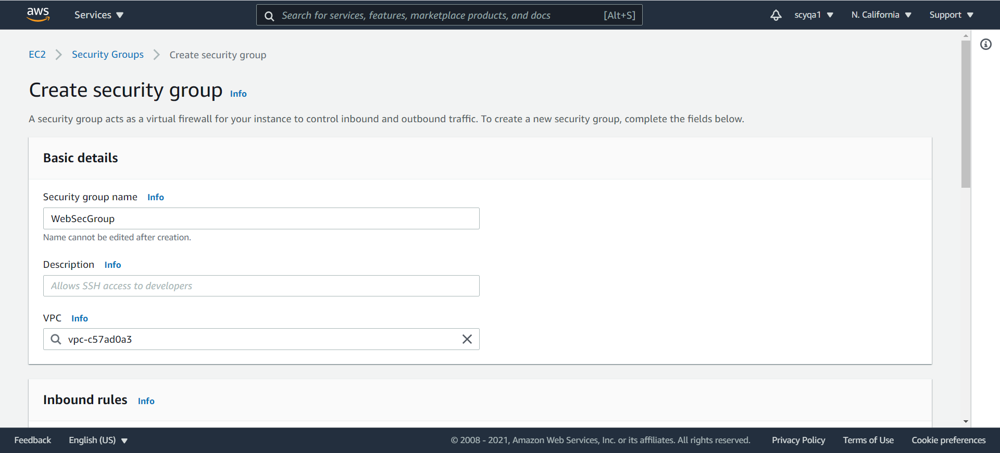 aws
Services
Search for services, features, marketplace products, and docs [Alt+S]
scyqa1
N. California
Support
EC2 > Security Groups > Create security group
Create security group Info
A security group acts as a virtual firewall for your instance to control inbound and outbound traffic. To create a new security group, complete the fields below.
Basic details
Security group name Info
WebSecGroup
Name cannot be edited after creation.
Description Info
Allows SSH access to developers
VPC Info
vpc-c57ad0a3
Inbound rules Info
Feedback
English (US)
© 2008 - 2021, Amazon Web Services, Inc. or its affiliates. All rights reserved.
Privacy Policy
Terms of Use
Cookie preferences